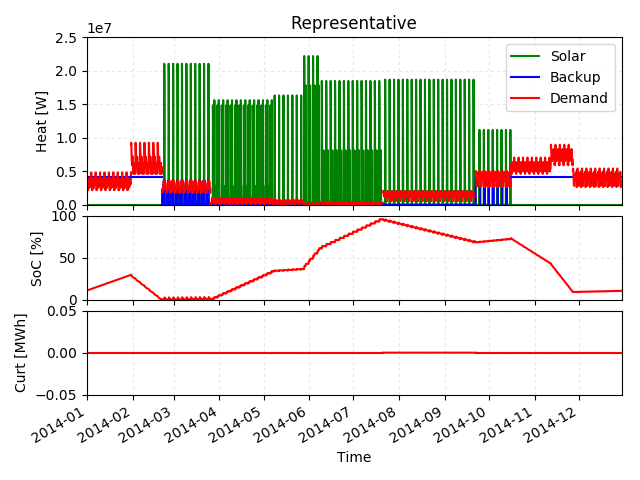 Representative
1e7
Heat [W]
2.5
2.0
1.5
1.0
0.5
0.0
Solar
Backup
Demand
SoC [%]
100
50
0
Curt [MWh]
0.05
0.00
−0.05
2014-01
2014-02
2014-03
2014-04
2014-05
2014-06
2014-07
2014-08
2014-09
2014-10
2014-11
2014-12
Time